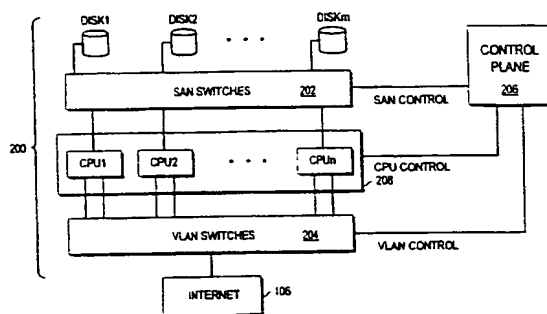 DISK1 DISK2 . . . DISKm
CONTROL
PLANE
206
SAN SWITCHES 202
SAN CONTROL
200
CPU1 CPU2 . . . CPUn
CPU CONTROL
208
VLAN SWITCHES 204
VLAN CONTROL
INTERNET 106